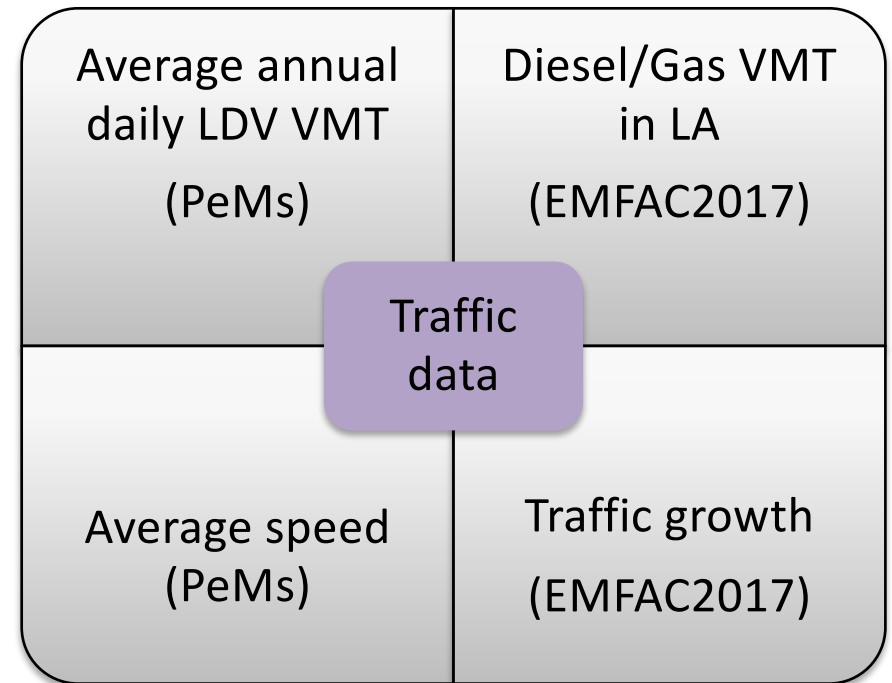 Average annual
daily LDV VMT
(PeMs)
Diesel/Gas VMT
in LA
(EMFAC2017)
Traffic
data
Average speed
(PeMs)
Traffic growth
(EMFAC2017)